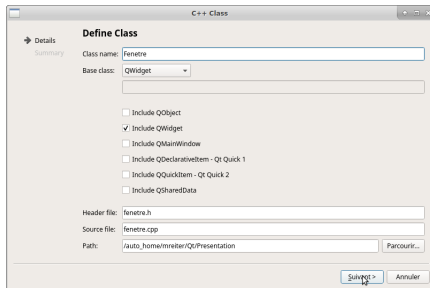 C++ Class
Details
Summary
Define Class
Class name: Fenetre
Base class: QWidget
Include QObject
Include QWidget
Include QMainWindow
Include QDeclarativeItem - Qt Quick 1
Include QQuickItem - Qt Quick 2
Include QSharedData
Header file: fenetre.h
Source file: fenetre.cpp
Path: /auto_home/mreiter/Qt/Presentation Parcourir...
Suivant > Annuler